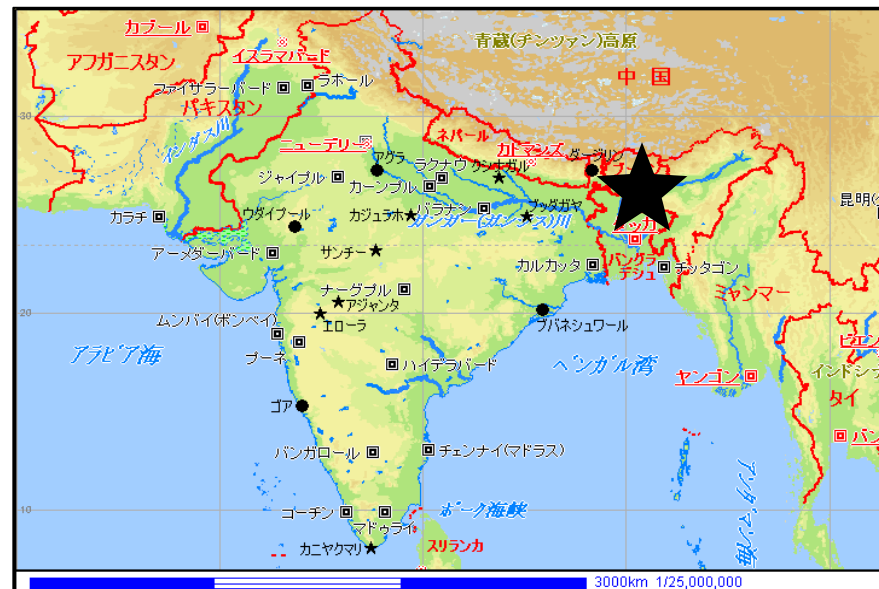 カブール
青蔵(チンツァン)高原
イスラマバード
アフガニスタン
中 国
ラホール
ファイサラーバード
パキスタン
30
ネパール
インダス川
ニューデリー
カトマンズ
ダージリン
アグラ
ラクナウ
クシナガル
ジャイプル
カーンプル
カラチ
ウダイプール
カジュラホ
バラナシ
ブッダガヤ
ガンガー(ガンジス)川
昆明(
サンチー
アーメダーバード
カルカッタ
バングラ
デシュ
チッタゴン
ナーグプル
ミャンマー
アジャンタ
20
エローラ
ムンバイ(ボンベイ)
ブバネシュワール
プーネ
アラビア海
ハイデラバード
ベンガル湾
ヤンゴン
インドシナ
タイ
ゴア
バン
バンガロール
チェンナイ(マドラス)
アンダマン海
10
コーチン
ポーク海峡
マドゥライ
カニヤクマリ
スリランカ
3000km 1/25,000,000